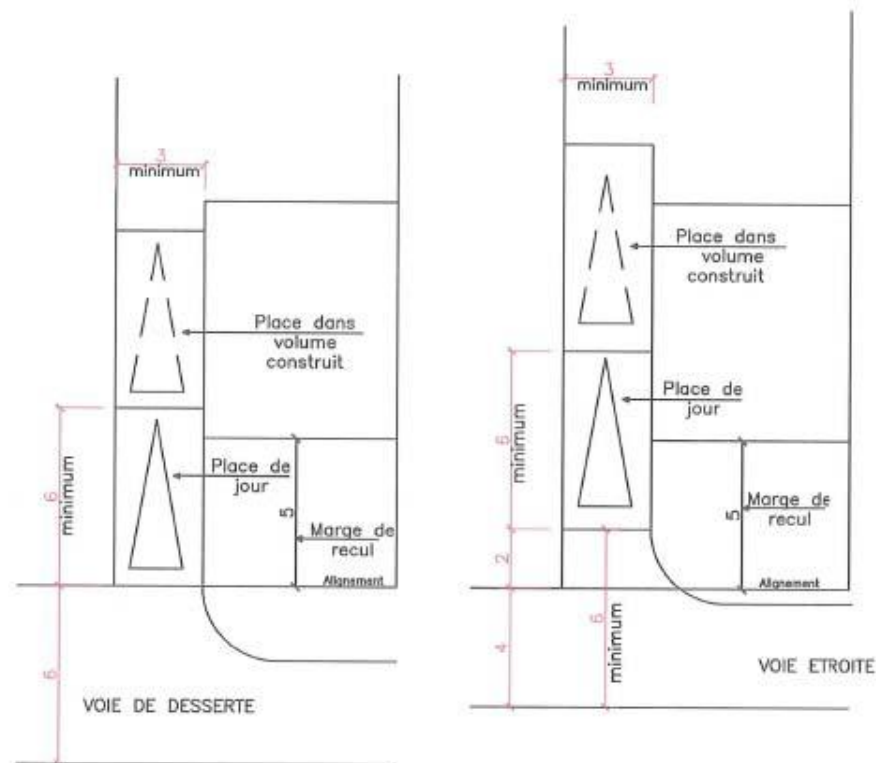 3
minimum
Place dans
volume
construit
Place de
jour
6
minimum
5
Marge de
recul
Alignement
6
VOIE DE DESSERTE
3
minimum
Place dans
volume
construit
Place de
jour
6
minimum
5
Marge de
recul
2
Alignement
4
6
minimum
VOIE ETROITE